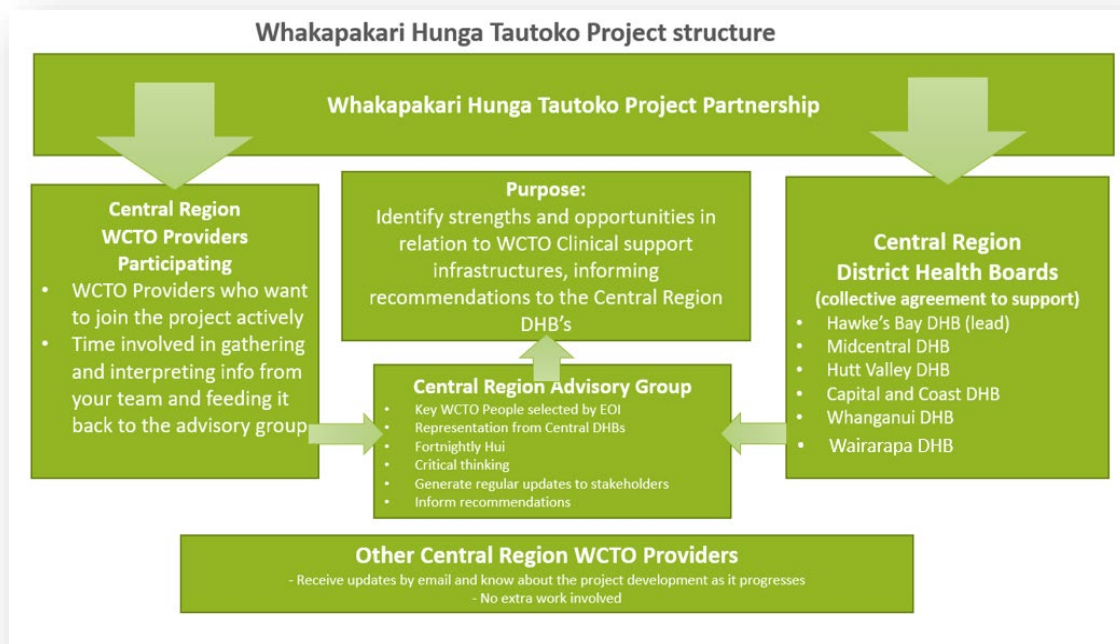 Whakapakari Hunga Tautoko Project structure
Whakapakari Hunga Tautoko Project Partnership
Central Region
WCTO Providers
Participating
• WCTO Providers who want
to join the project actively
• Time involved in gathering
and interpreting info from
your team and feeding it
back to the advisory group
Purpose:
Identify strengths and opportunities in
relation to WCTO Clinical support
infrastructures, informing
recommendations to the Central Region
DHB's
Central Region Advisory Group
• Key WCTO People selected by EOI
• Representation from Central DHBs
• Fortnightly Hui
• Critical thinking
• Generate regular updates to stakeholders
• Inform recommendations
Central Region
District Health Boards
(collective agreement to support)
• Hawke's Bay DHB (lead)
• Midcentral DHB
• Hutt Valley DHB
• Capital and Coast DHB
• Whanganui DHB
• Wairarapa DHB
Other Central Region WCTO Providers
- Receive updates by email and know about the project development as it progresses
- No extra work involved